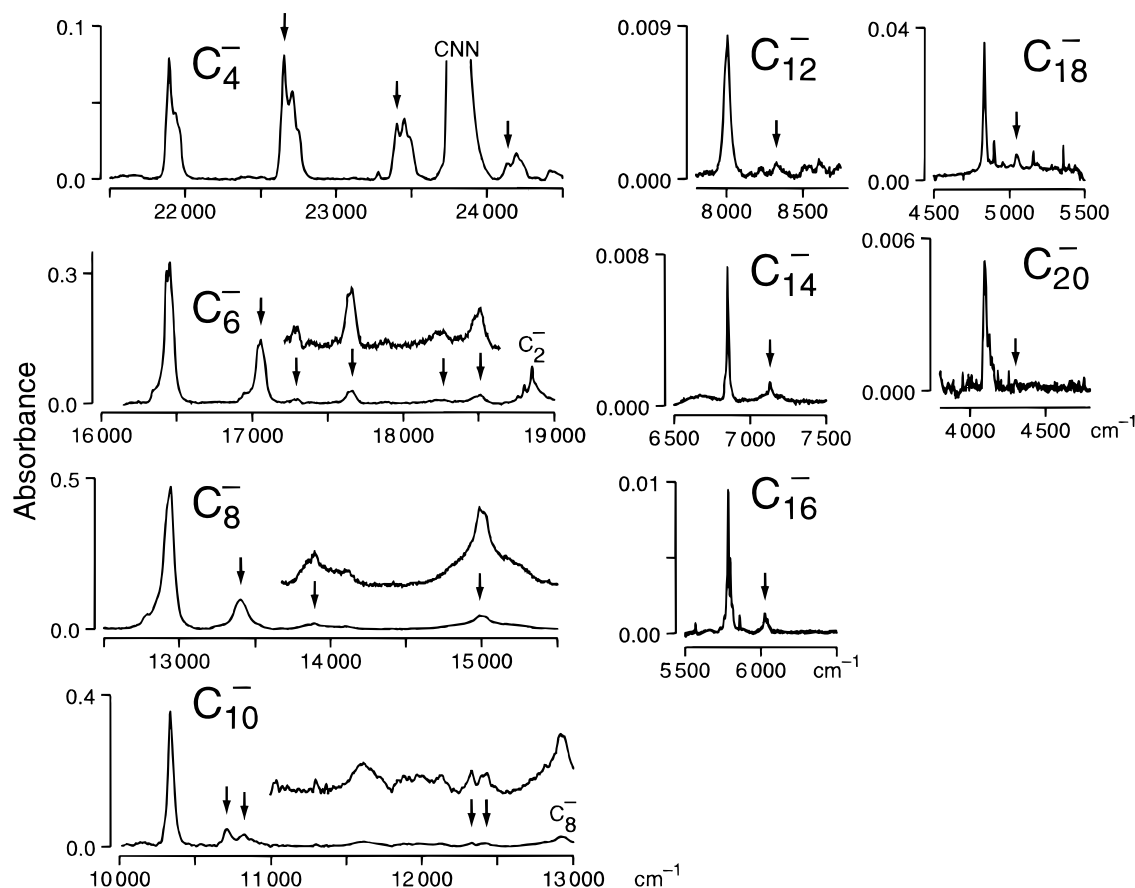 Absorbance
0.1
0.0
C₄⁻
CNN
22 000
23 000
24 000
0.3
0.0
C₆⁻
C₂⁻
16 000
17 000
18 000
19 000
0.5
0.0
C₈⁻
13 000
14 000
15 000
0.4
0.0
C₁₀⁻
C₈⁻
10 000
11 000
12 000
13 000
cm⁻¹
0.009
0.000
C₁₂⁻
8 000
8 500
0.008
0.000
C₁₄⁻
6 500
7 000
7 500
0.01
0.00
C₁₆⁻
5 500
6 000
cm⁻¹
0.04
0.00
C₁₈⁻
4 500
5 000
5 500
0.006
0.000
C₂₀⁻
4 000
4 500
cm⁻¹